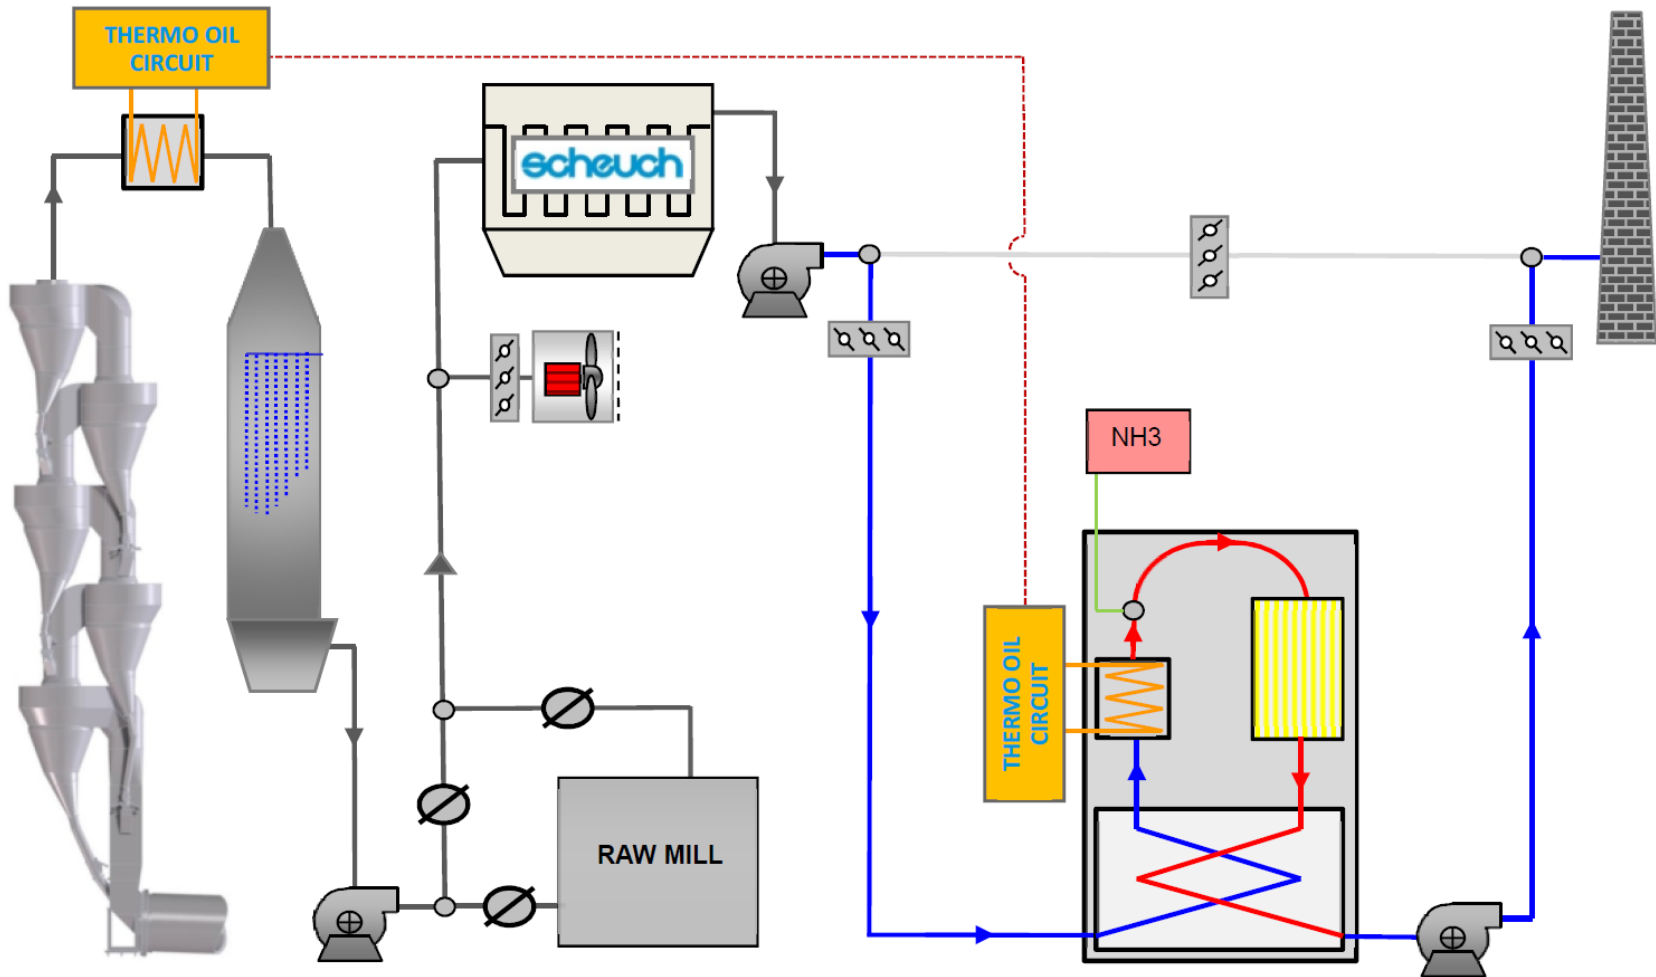 THERMO OIL
CIRCUIT
scheuch
NH3
THERMO OIL
CIRCUIT
RAW MILL